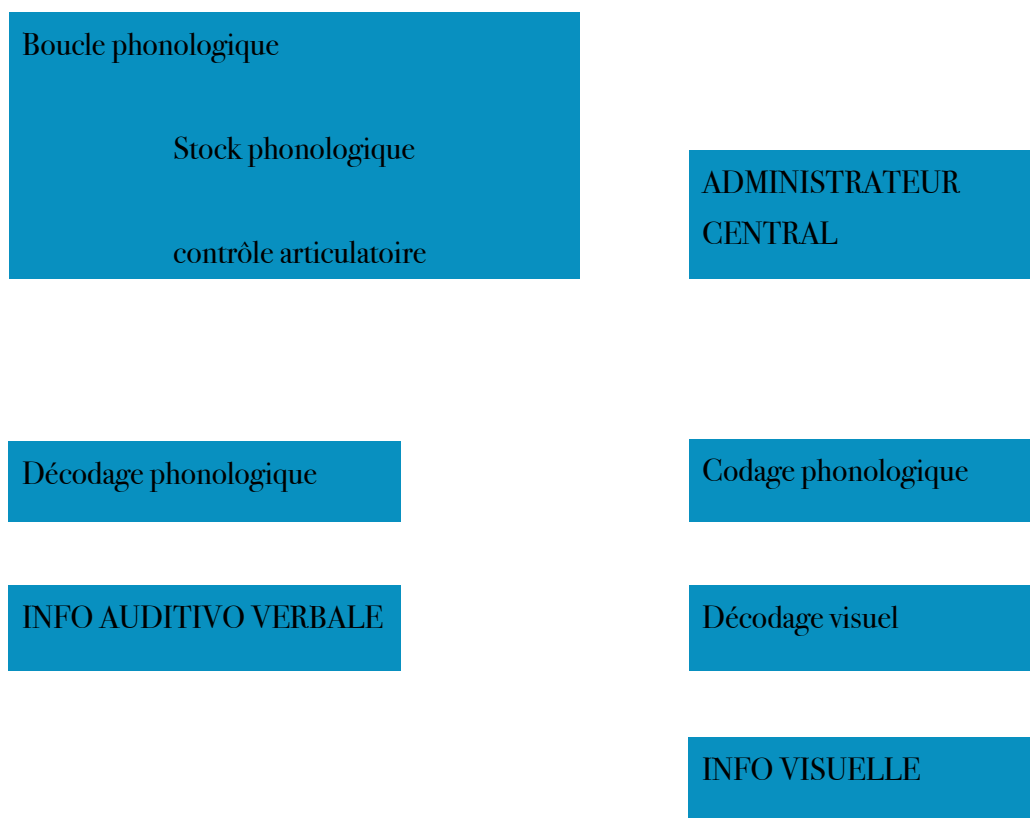 Boucle phonologique
Stock phonologique
contrôle articulatoire
ADMINISTRATEUR
CENTRAL
Décodage phonologique
Codage phonologique
INFO AUDITIVO VERBALE
Décodage visuel
INFO VISUELLE